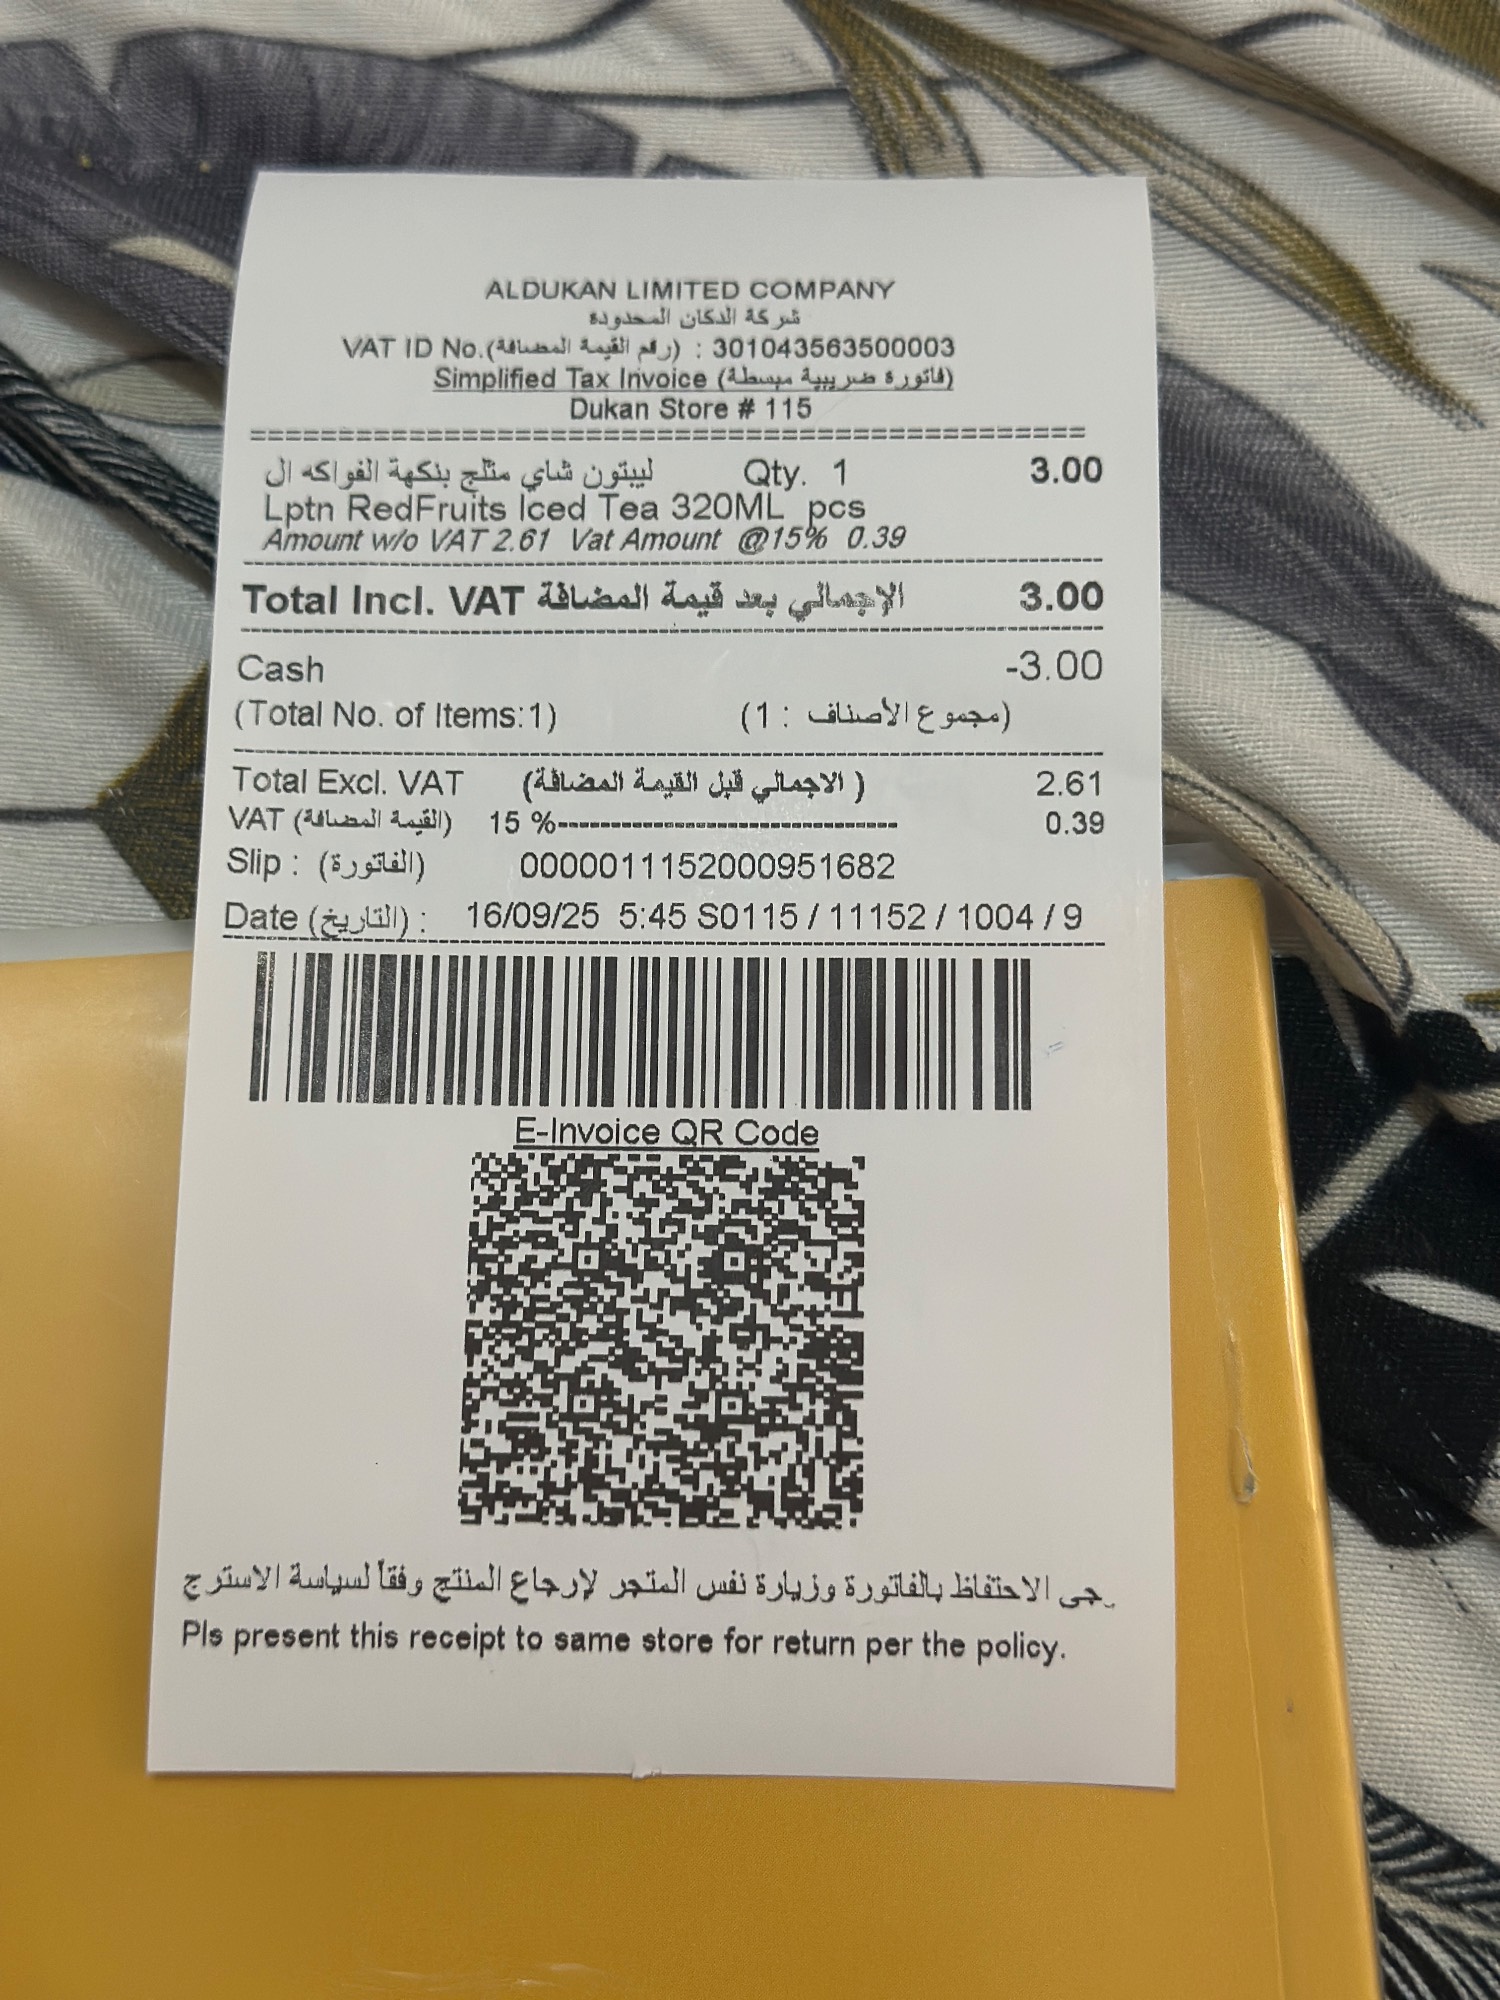 ALDUKAN LIMITED COMPANY
شركة الدكان المحدودة
VAT ID No.(رقم القيمة المضافة) : 301043563500003
Simplified Tax Invoice (فاتورة ضريبية مبسطة)
Dukan Store # 115
ليبتون شاي مثلج بنكهة الفواكه ال Qty. 1 3.00
Lptn RedFruits Iced Tea 320ML pcs
Amount w/o VAT 2.61 Vat Amount @15% 0.39
Total Incl. VAT الإجمالي بعد قيمة المضافة 3.00
Cash -3.00
(Total No. of Items:1) (مجموع الأصناف : 1)
Total Excl. VAT (الاجمالي قبل القيمة المضافة ) 2.61
VAT (القيمة المضافة) 15 %-------------------------------- 0.39
Slip : (الفاتورة) 0000011152000951682
Date (التاريخ) : 16/09/25 5:45 S0115 / 11152 / 1004 / 9
E-Invoice QR Code
رجى الاحتفاظ بالفاتورة وزيارة نفس المتجر لإرجاع المنتج وفقاً لسياسة الاسترج
Pls present this receipt to same store for return per the policy.